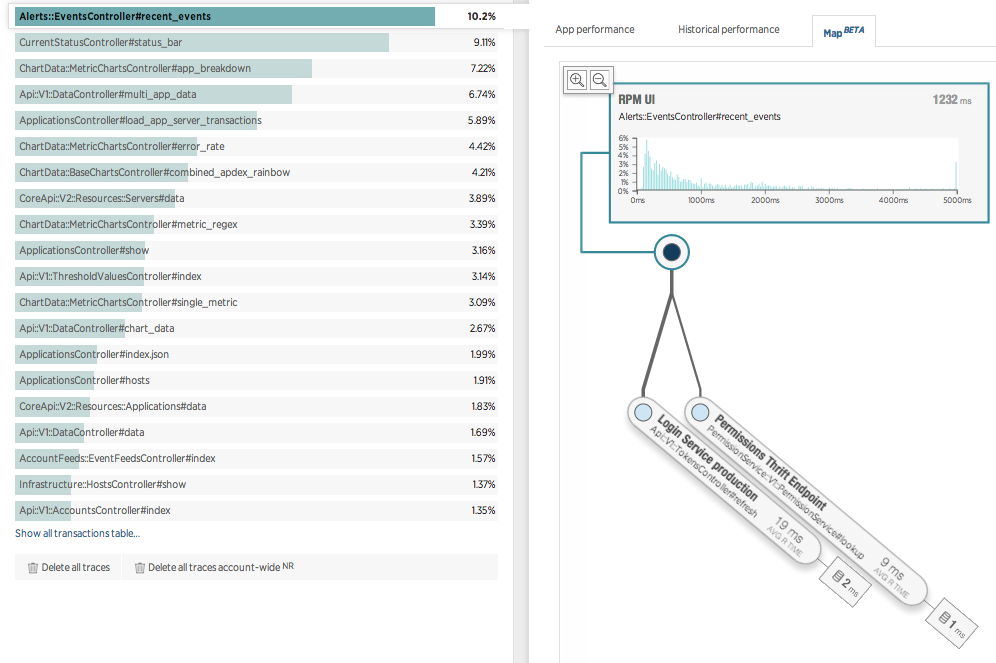 Alerts::EventsController#recent_events 10.2%
CurrentStatusController#status_bar 9.11%
ChartData::MetricChartsController#app_breakdown 7.22%
Api::V1::DataController#multi_app_data 6.74%
ApplicationsController#load_app_server_transactions 5.89%
ChartData::MetricChartsController#error_rate 4.42%
ChartData::BaseChartsController#combined_apdex_rainbow 4.21%
CoreApi::V2::Resources::Servers#data 3.89%
ChartData::MetricChartsController#metric_regex 3.39%
ApplicationsController#show 3.16%
Api::V1::ThresholdValuesController#index 3.14%
ChartData::MetricChartsController#single_metric 3.09%
Api::V1::DataController#chart_data 2.67%
ApplicationsController#index.json 1.99%
ApplicationsController#hosts 1.91%
CoreApi::V2::Resources::Applications#data 1.83%
Api::V1::DataController#data 1.69%
AccountFeeds::EventFeedsController#index 1.57%
Infrastructure::HostsController#show 1.37%
Api::V1::AccountsController#index 1.35%
Show all transactions table...
Delete all traces Delete all traces account-wide NR
App performance Historical performance Map BETA
RPM UI 1232 ms
Alerts::EventsController#recent_events
6%
5%
4%
3%
2%
1%
0%
0ms 1000ms 2000ms 3000ms 4000ms 5000ms
Login Service production
Api::V1::TokensController#refresh
19 ms
AVG R TIME
2 ms
Permissions Thrift Endpoint
PermissionService::V1::PermissionService#lookup
9 ms
AVG R TIME
1 ms